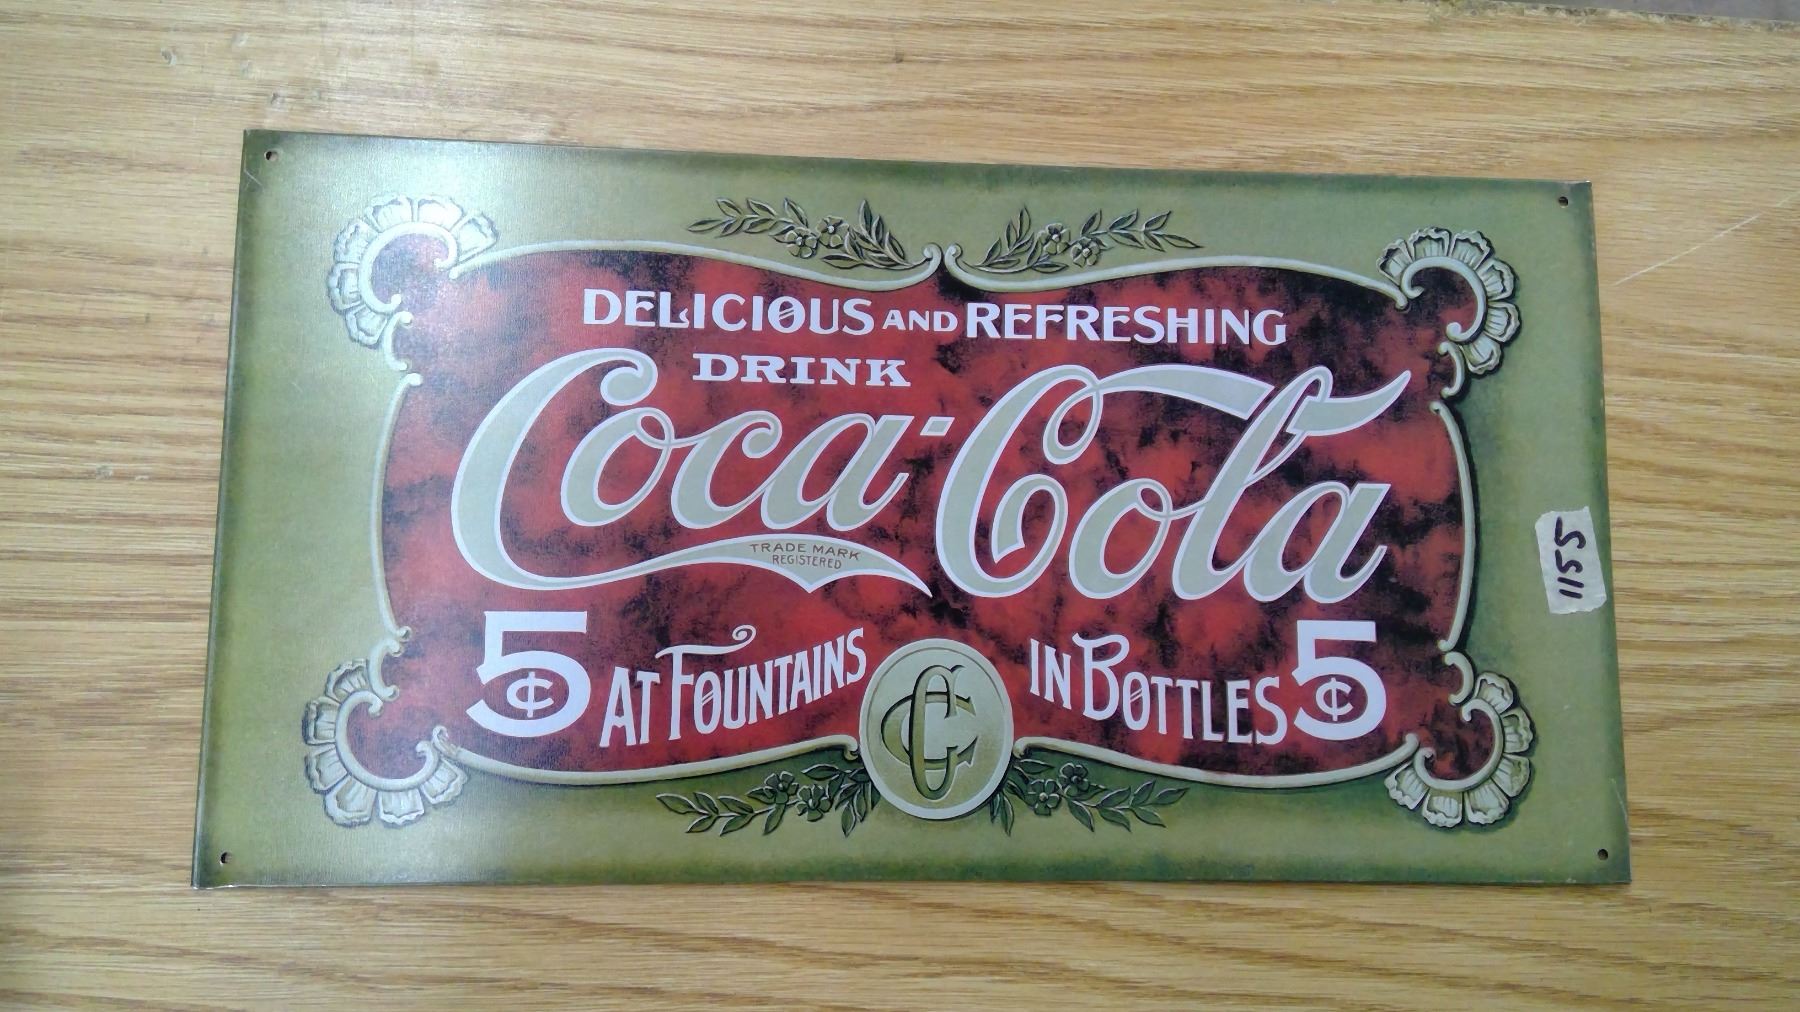 DELICIOUS AND REFRESHING
DRINK
Coca-Cola
TRADE MARK
REGISTERED
5¢ AT FOUNTAINS IN BOTTLES 5¢
CC
1155